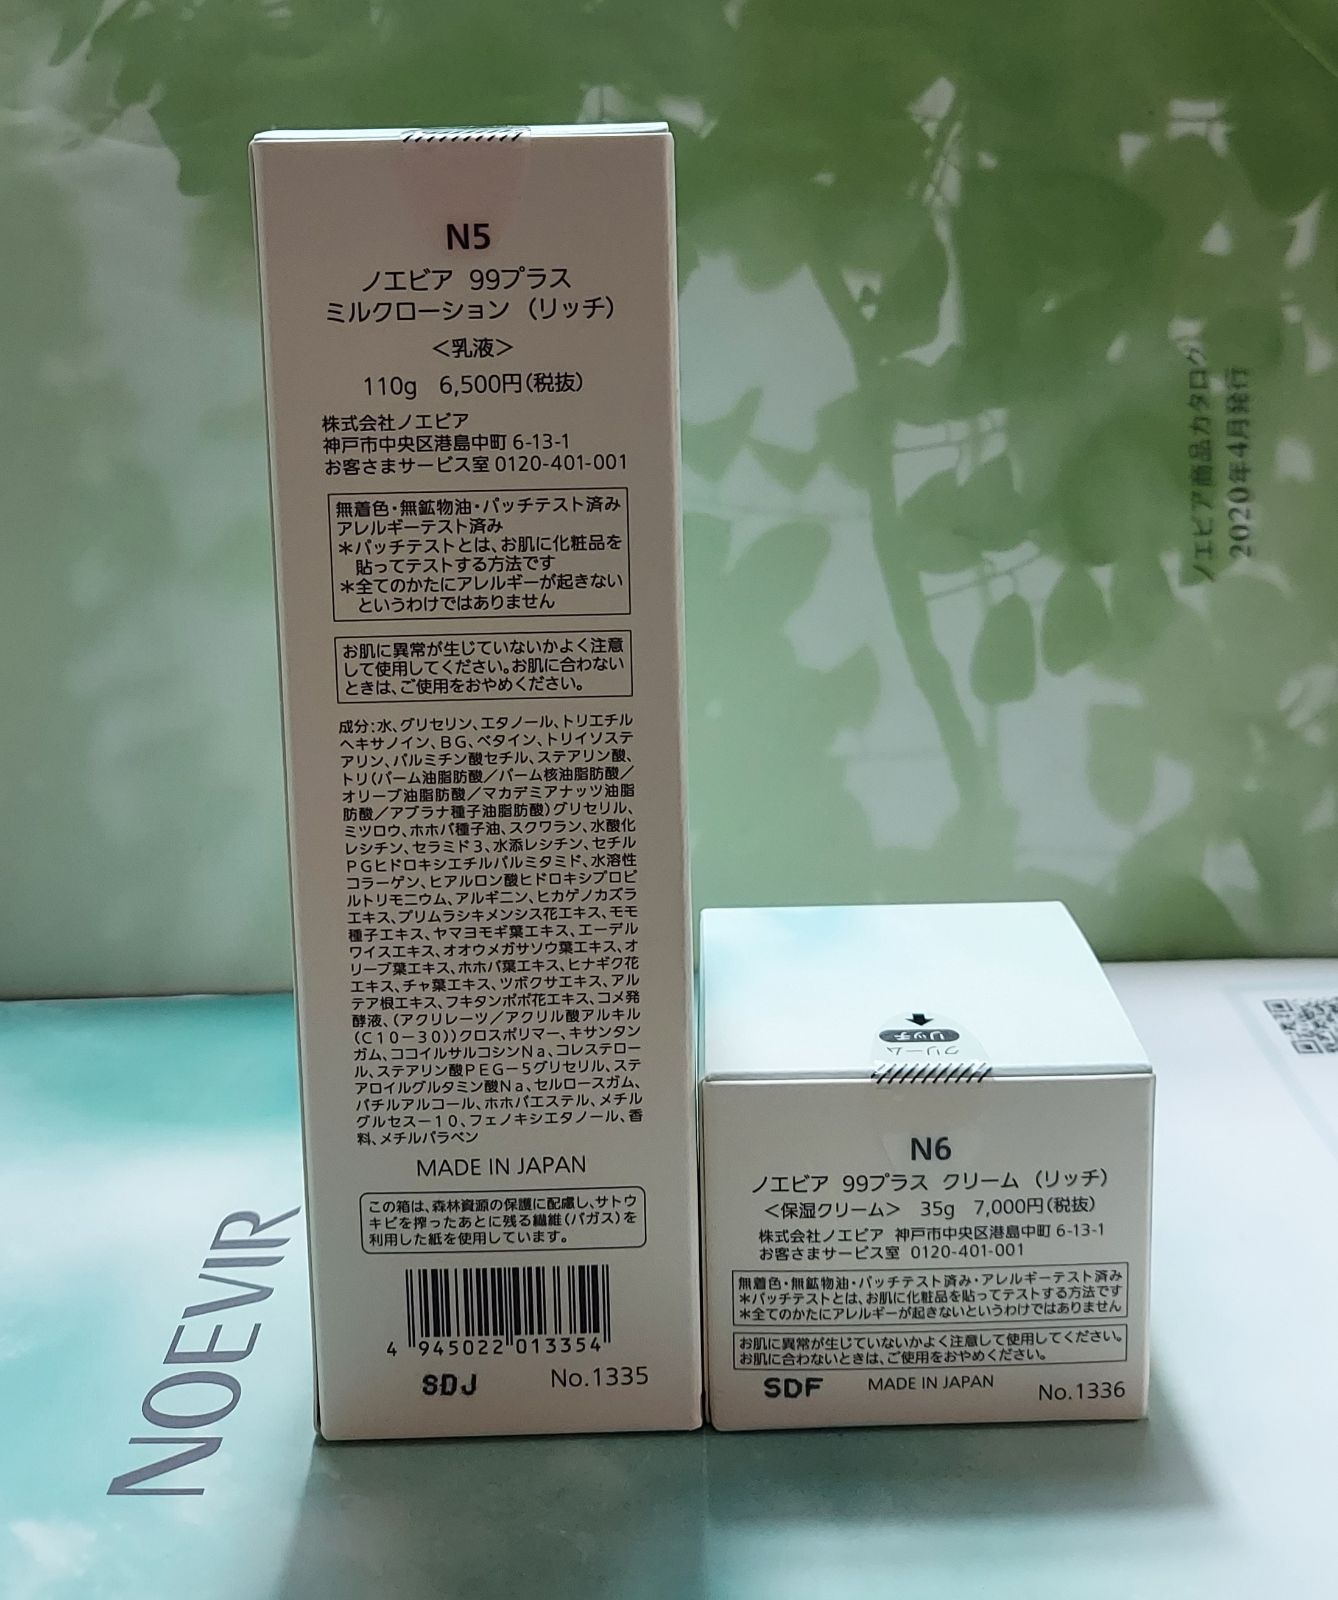 N5
ノエビア 99プラス
ミルクローション (リッチ)
＜乳液＞
110g 6,500円(税抜)
株式会社ノエビア
神戸市中央区港島中町 6-13-1
お客さまサービス室 0120-401-001
無着色・無鉱物油・パッチテスト済み
アレルギーテスト済み
＊パッチテストとは、お肌に化粧品を
貼ってテストする方法です
＊全てのかたにアレルギーが起きない
というわけではありません
お肌に異常が生じていないかよく注意
して使用してください。お肌に合わない
ときは、ご使用をおやめください。
成分:水、グリセリン、エタノール、トリエチル
ヘキサノイン、BG、ベタイン、トリイソステ
アリン、パルミチン酸セチル、ステアリン酸、
トリ(パーム油脂肪酸／パーム核油脂肪酸／
オリーブ油脂肪酸／マカデミアナッツ油脂
肪酸／アブラナ種子油脂肪酸)グリセリル、
ミツロウ、ホホバ種子油、スクワラン、水酸化
レシチン、セラミド3、水添レシチン、セチル
PGヒドロキシエチルパルミタミド、水溶性
コラーゲン、ヒアルロン酸ヒドロキシプロピ
ルトリモニウム、アルギニン、ヒカゲノカズラ
エキス、プリムラシキメンシス花エキス、モモ
種子エキス、ヤマヨモギ葉エキス、エーデル
ワイスエキス、オオウメガサソウ葉エキス、オ
リーブ葉エキス、ホホバ葉エキス、ヒナギク花
エキス、チャ葉エキス、ツボクサエキス、アル
テア根エキス、フキタンポポ花エキス、コメ発
酵液、(アクリレーツ／アクリル酸アルキル
(C10－30))クロスポリマー、キサンタン
ガム、ココイルサルコシンNa、コレステロー
ル、ステアリン酸PEG－5グリセリル、ステ
アロイルグルタミン酸Na、セルロースガム、
バチルアルコール、ホホバエステル、メチル
グルセス－10、フェノキシエタノール、香
料、メチルパラベン
MADE IN JAPAN
この箱は、森林資源の保護に配慮し、サトウ
キビを搾ったあとに残る繊維(バガス)を
利用した紙を使用しています。
4 945022 013354
SDJ No.1335
クリーム
リッチ
N6
ノエビア 99プラス クリーム (リッチ)
＜保湿クリーム＞ 35g 7,000円(税抜)
株式会社ノエビア 神戸市中央区港島中町 6-13-1
お客さまサービス室 0120-401-001
無着色・無鉱物油・パッチテスト済み・アレルギーテスト済み
＊パッチテストとは、お肌に化粧品を貼ってテストする方法です
＊全てのかたにアレルギーが起きないというわけではありません
お肌に異常が生じていないかよく注意して使用してください。
お肌に合わないときは、ご使用をおやめください。
SDF MADE IN JAPAN No.1336
ノエビア商品カタログ
2020年4月発行
NOEVIR